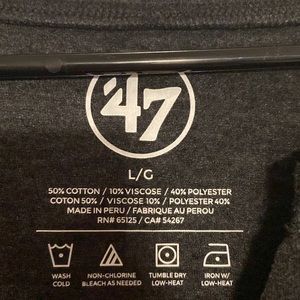 '47
L/G
50% COTTON / 10% VISCOSE / 40% POLYESTER
COTON 50% / VISCOSE 10% / POLYESTER 40%
MADE IN PERU / FABRIQUE AU PEROU
RN# 65125 / CA# 54267
WASH COLD
NON-CHLORINE BLEACH AS NEEDED
TUMBLE DRY LOW-HEAT
IRON W/ LOW-HEAT